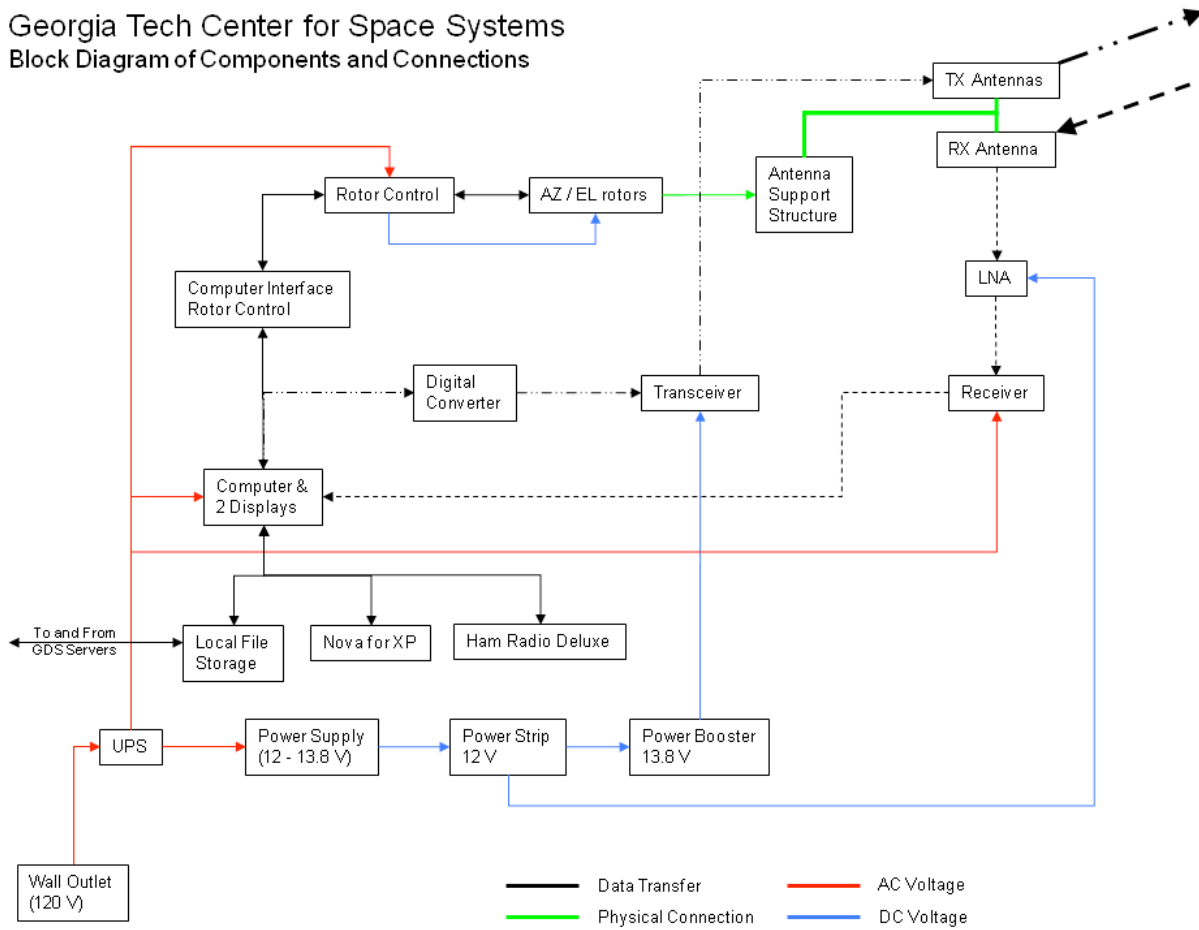 Georgia Tech Center for Space Systems
Block Diagram of Components and Connections
TX Antennas
RX Antenna
Rotor Control
AZ / EL rotors
Antenna
Support
Structure
Computer Interface
Rotor Control
LNA
Digital
Converter
Transceiver
Receiver
Computer &
2 Displays
To and From
GDS Servers
Local File
Storage
Nova for XP
Ham Radio Deluxe
UPS
Power Supply
(12 - 13.8 V)
Power Strip
12 V
Power Booster
13.8 V
Wall Outlet
(120 V)
Data Transfer
AC Voltage
Physical Connection
DC Voltage